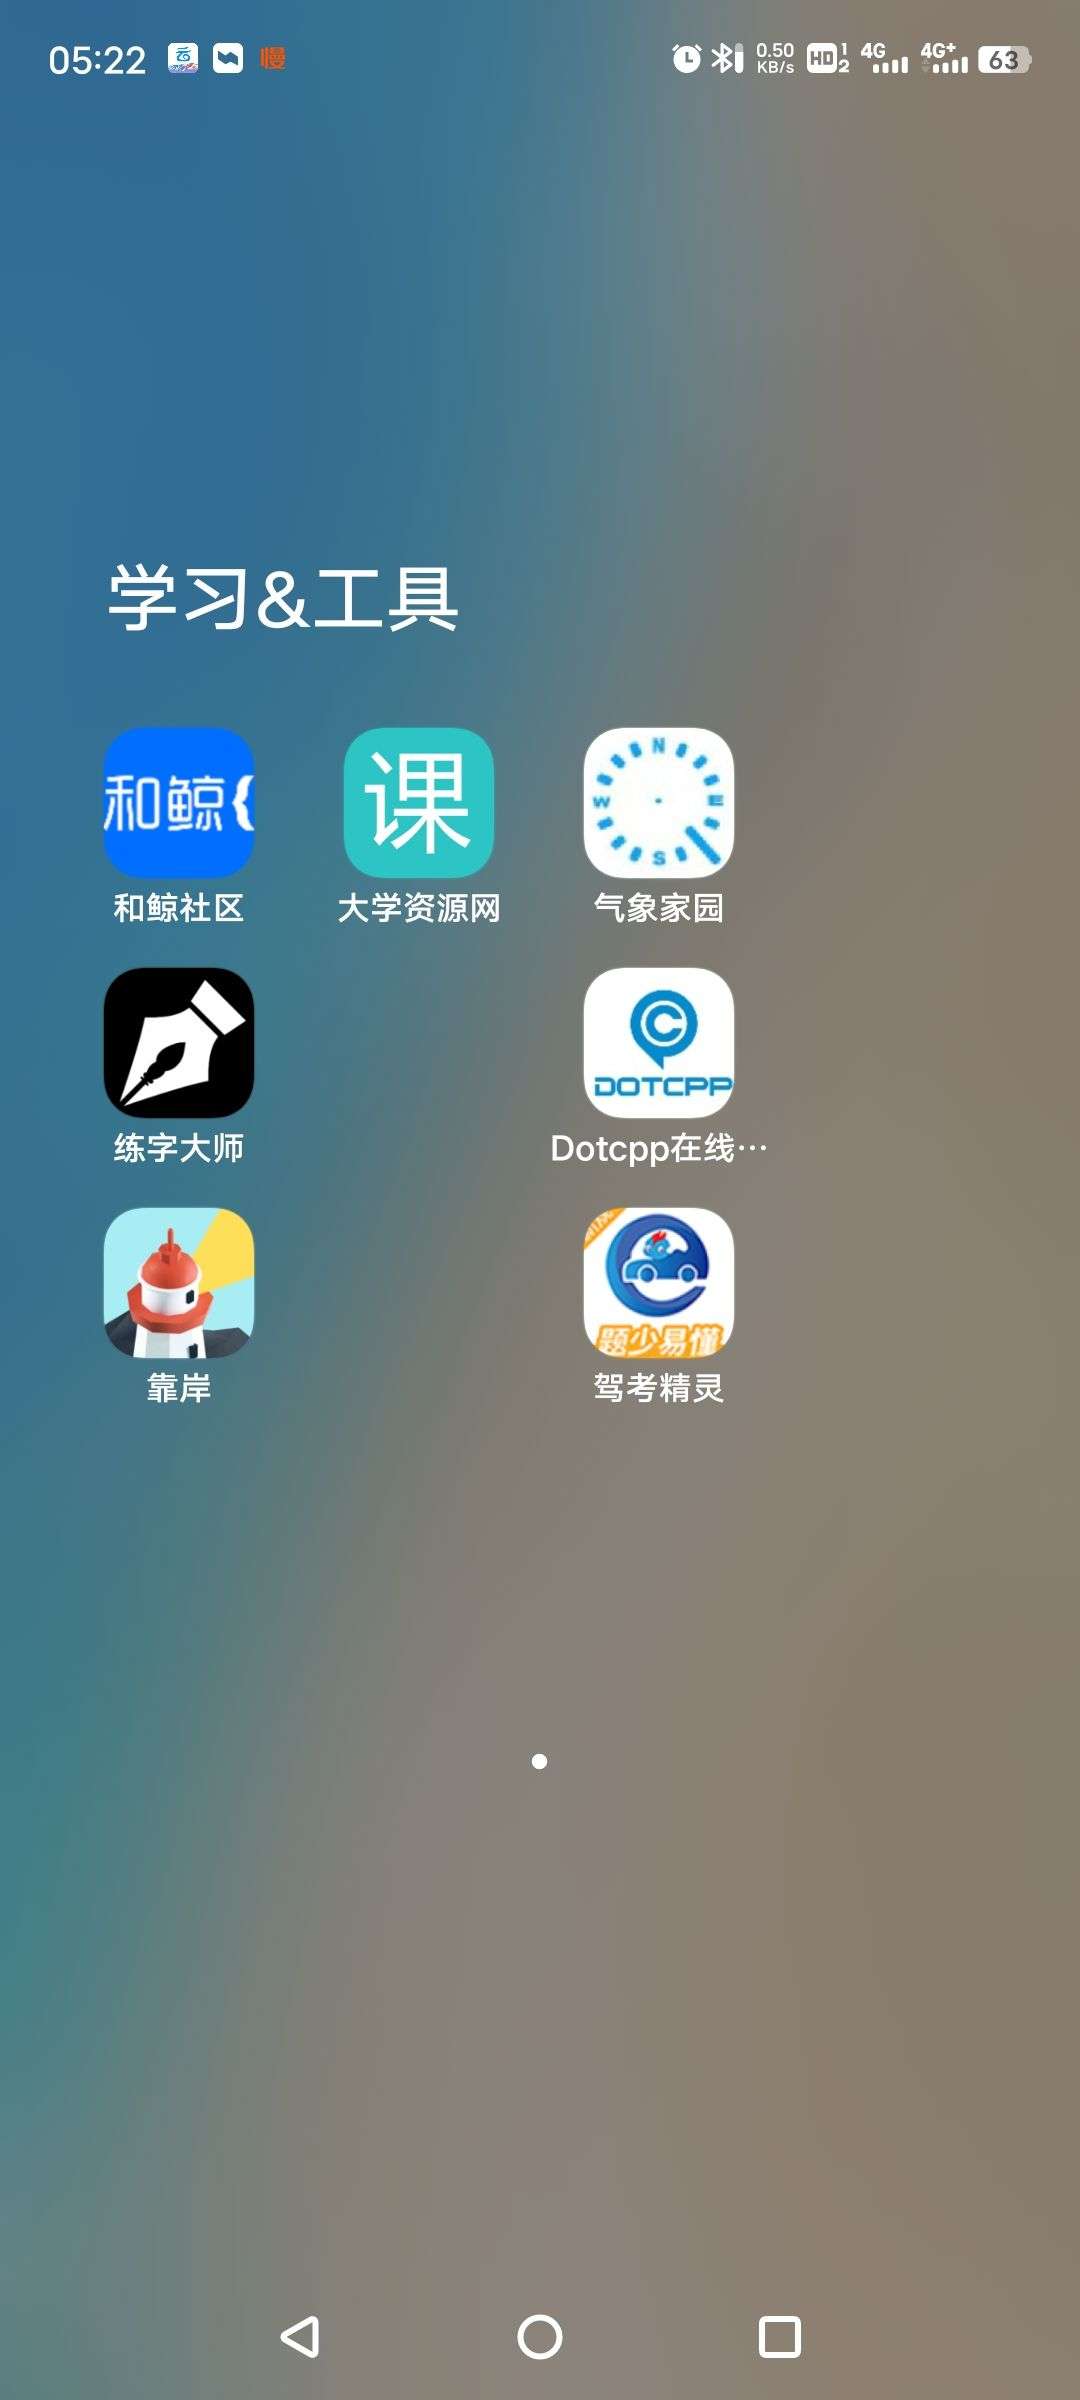 05:22 慢 0.50 KB/s HD 1 2 4G 4G+ 63
学习&工具
和鲸 课 N E S W
和鲸社区 大学资源网 气象家园
DOTCPP
练字大师 Dotcpp在线…
题少易懂
靠岸 驾考精灵